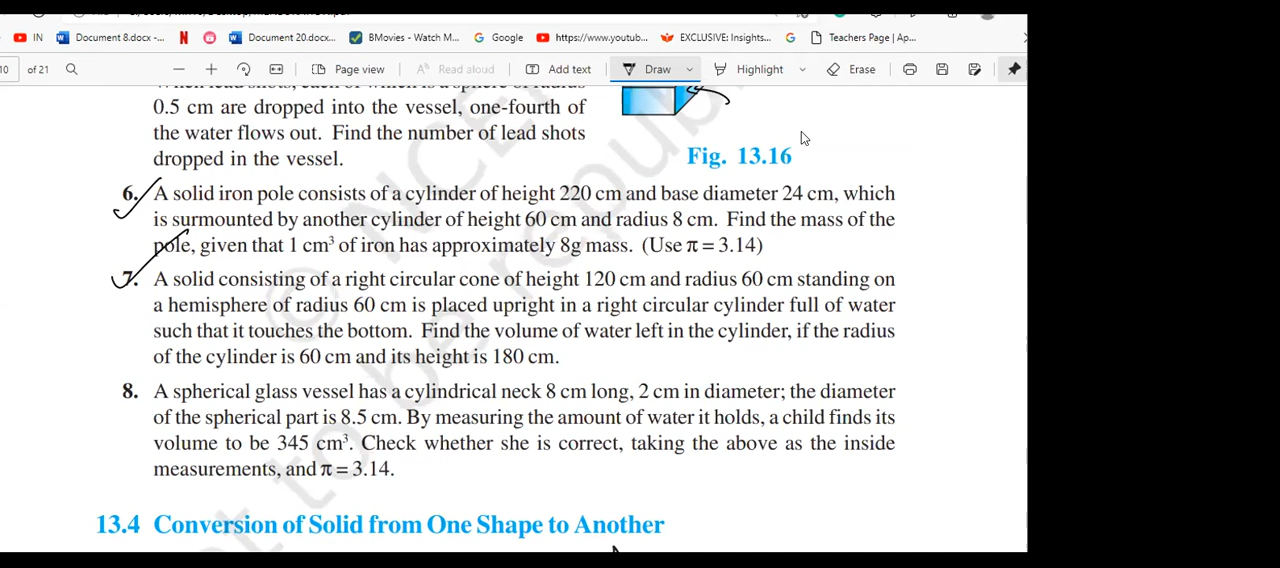 IN
Document 8.docx -...
Document 20.docx...
BMovies - Watch M...
Google
https://www.youtub...
EXCLUSIVE: Insights...
Teachers Page | Ap...
10 of 21
Page view
Read aloud
Add text
Draw
Highlight
Erase
0.5 cm are dropped into the vessel, one-fourth of
the water flows out. Find the number of lead shots
dropped in the vessel.
Fig. 13.16
6. A solid iron pole consists of a cylinder of height 220 cm and base diameter 24 cm, which
is surmounted by another cylinder of height 60 cm and radius 8 cm. Find the mass of the
pole, given that 1 cm³ of iron has approximately 8g mass. (Use π = 3.14)
7. A solid consisting of a right circular cone of height 120 cm and radius 60 cm standing on
a hemisphere of radius 60 cm is placed upright in a right circular cylinder full of water
such that it touches the bottom. Find the volume of water left in the cylinder, if the radius
of the cylinder is 60 cm and its height is 180 cm.
8. A spherical glass vessel has a cylindrical neck 8 cm long, 2 cm in diameter; the diameter
of the spherical part is 8.5 cm. By measuring the amount of water it holds, a child finds its
volume to be 345 cm³. Check whether she is correct, taking the above as the inside
measurements, and π = 3.14.
13.4 Conversion of Solid from One Shape to Another